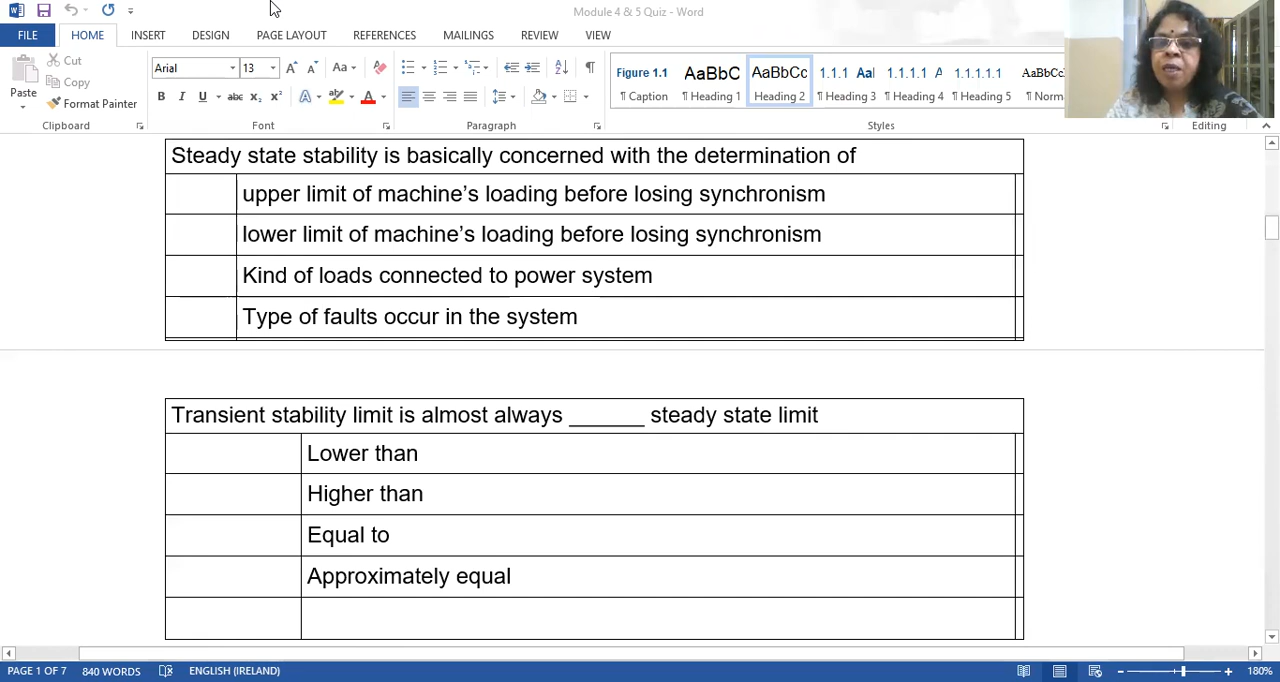 Module 4 & 5 Quiz - Word
FILE HOME INSERT DESIGN PAGE LAYOUT REFERENCES MAILINGS REVIEW VIEW
Cut
Copy
Format Painter
Paste
Clipboard
Arial 13
Font
Paragraph
Figure 1.1 AaBbC AaBbCc 1.1.1 Aal 1.1.1.1 A 1.1.1.1.1 AaBbCc
¶ Caption ¶ Heading 1 Heading 2 ¶ Heading 3 ¶ Heading 4 ¶ Heading 5 ¶ Norm
Styles
Editing
Steady state stability is basically concerned with the determination of
upper limit of machine’s loading before losing synchronism
lower limit of machine’s loading before losing synchronism
Kind of loads connected to power system
Type of faults occur in the system
Transient stability limit is almost always ______ steady state limit
Lower than
Higher than
Equal to
Approximately equal
PAGE 1 OF 7 840 WORDS ENGLISH (IRELAND) 180%